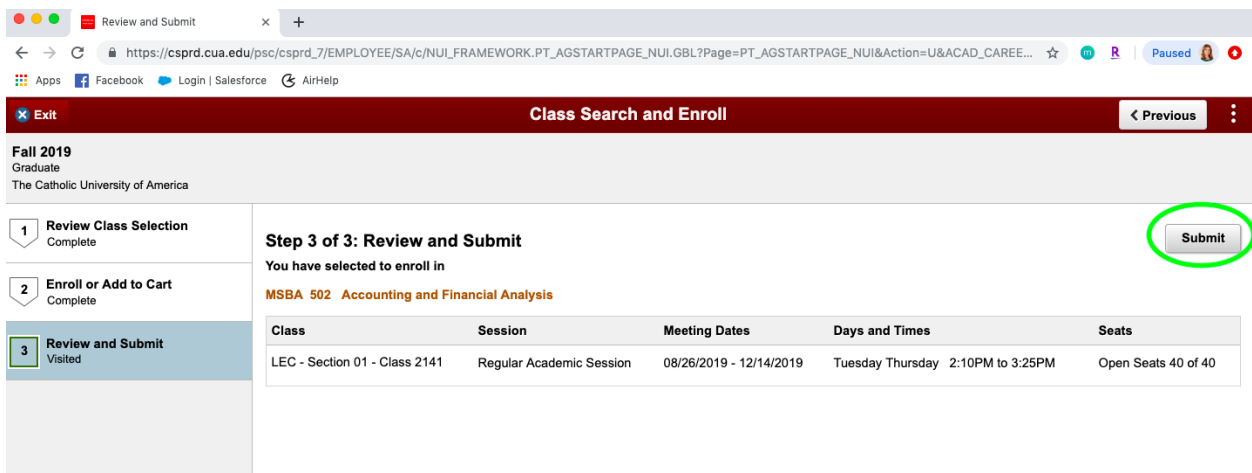 Review and Submit × +
https://csprd.cua.edu/psc/csprd_7/EMPLOYEE/SA/c/NUI_FRAMEWORK.PT_AGSTARTPAGE_NUI.GBL?Page=PT_AGSTARTPAGE_NUI&Action=U&ACAD_CAREE... m R Paused
Apps Facebook Login | Salesforce AirHelp
Exit Class Search and Enroll Previous
Fall 2019
Graduate
The Catholic University of America
1 Review Class Selection
Complete
2 Enroll or Add to Cart
Complete
3 Review and Submit
Visited
Step 3 of 3: Review and Submit Submit
You have selected to enroll in
MSBA 502 Accounting and Financial Analysis
Class Session Meeting Dates Days and Times Seats
LEC - Section 01 - Class 2141 Regular Academic Session 08/26/2019 - 12/14/2019 Tuesday Thursday 2:10PM to 3:25PM Open Seats 40 of 40